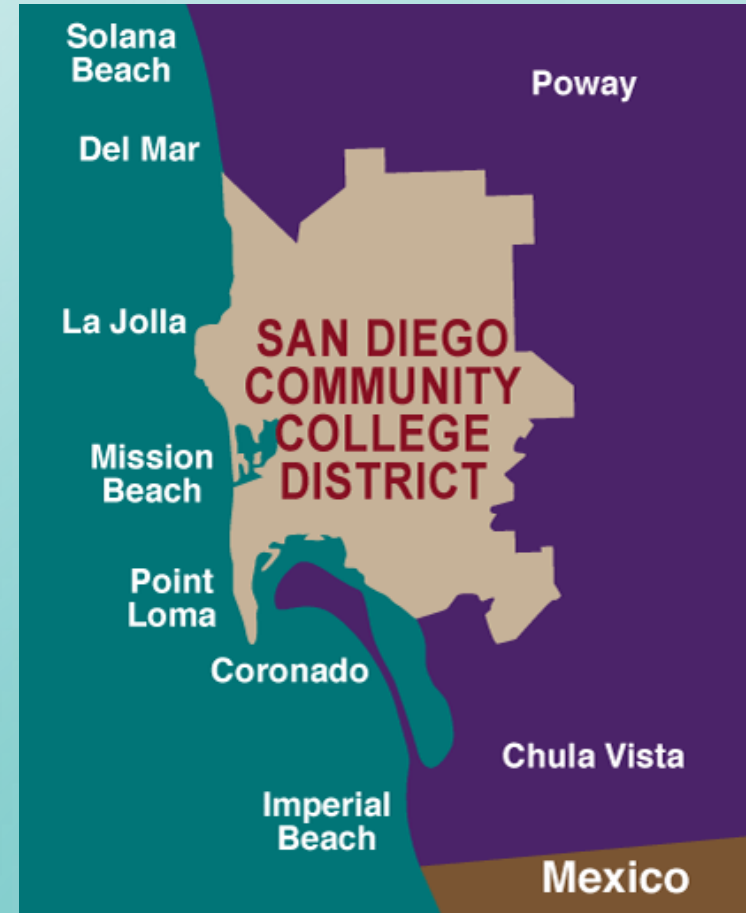 Solana
Beach
Poway
Del Mar
La Jolla
SAN DIEGO
COMMUNITY
COLLEGE
DISTRICT
Mission
Beach
Point
Loma
Coronado
Chula Vista
Imperial
Beach
Mexico